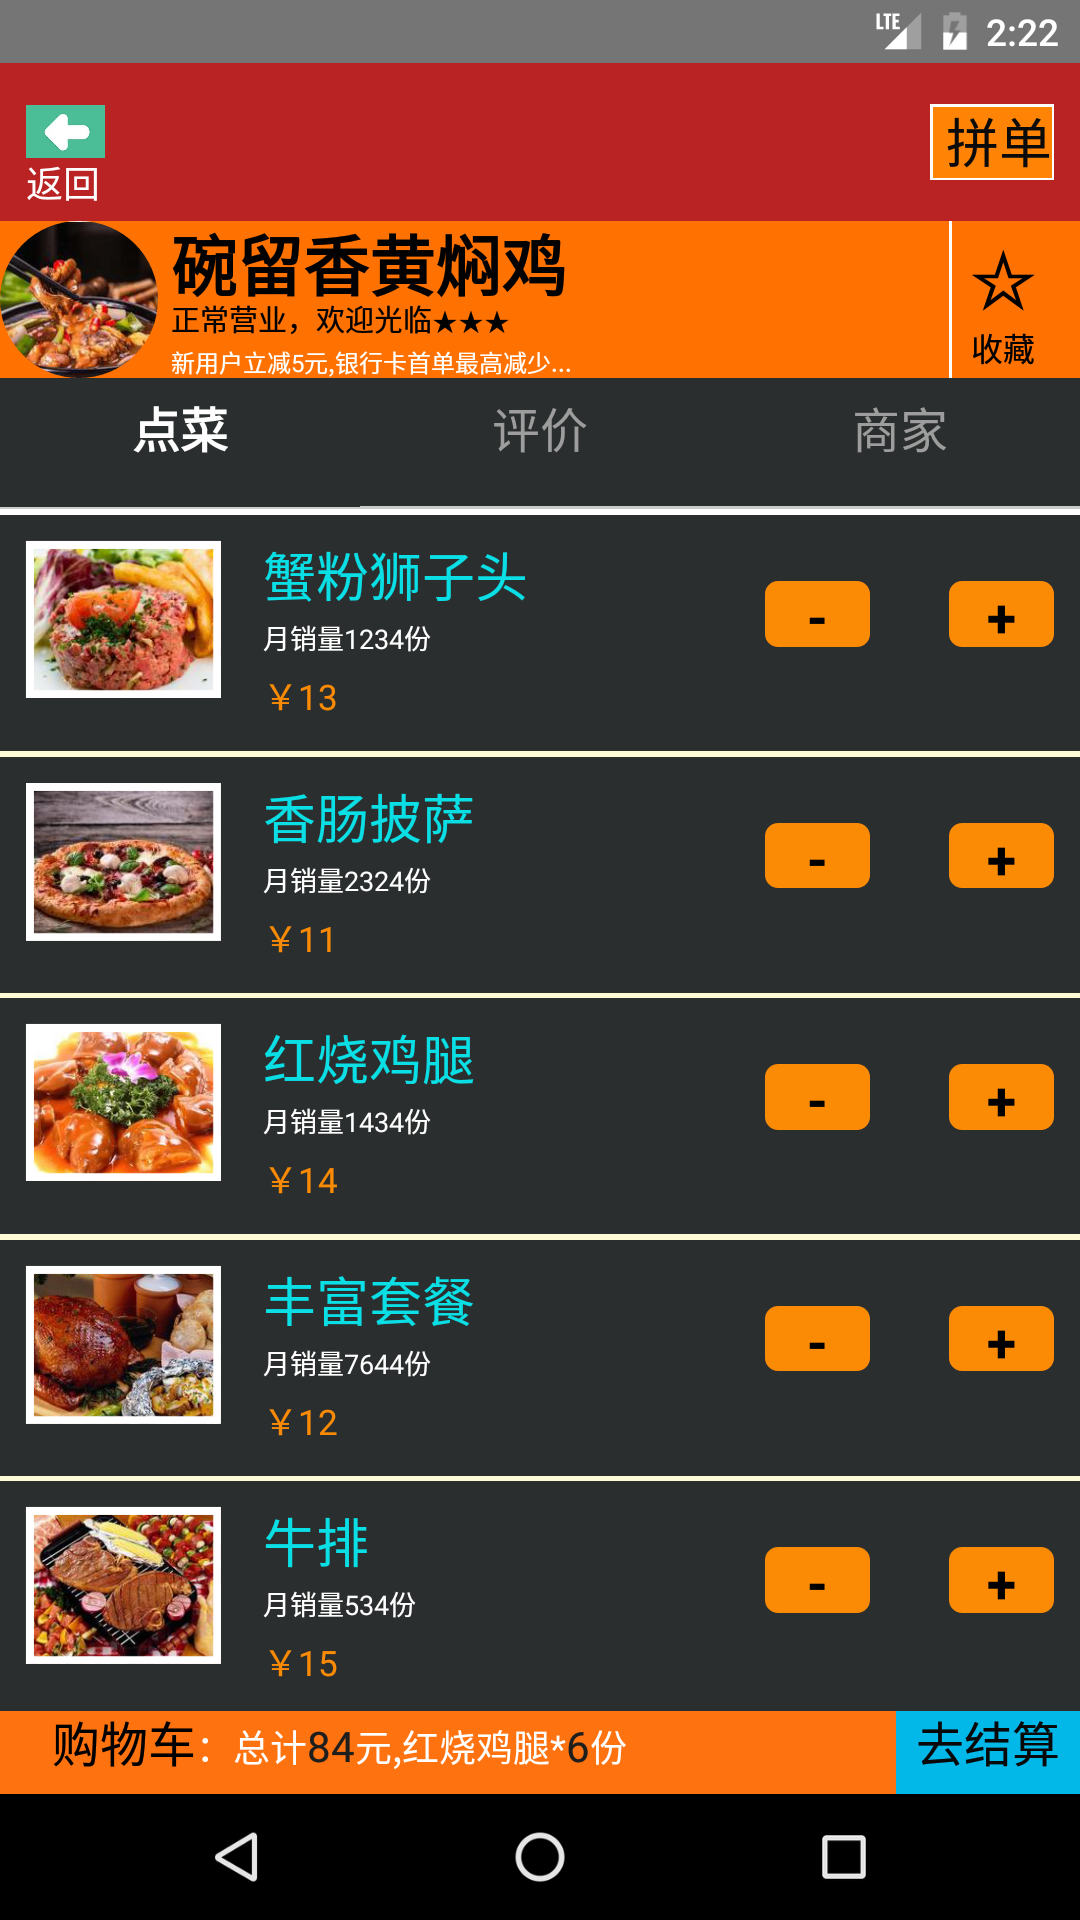 LTE 2:22
返回
拼单
碗留香黄焖鸡
正常营业，欢迎光临★★★
新用户立减5元,银行卡首单最高减少...
☆
收藏
点菜 评价 商家
蟹粉狮子头
月销量1234份
￥13
- +
香肠披萨
月销量2324份
￥11
- +
红烧鸡腿
月销量1434份
￥14
- +
丰富套餐
月销量7644份
￥12
- +
牛排
月销量534份
￥15
- +
购物车：总计84元,红烧鸡腿*6份 去结算